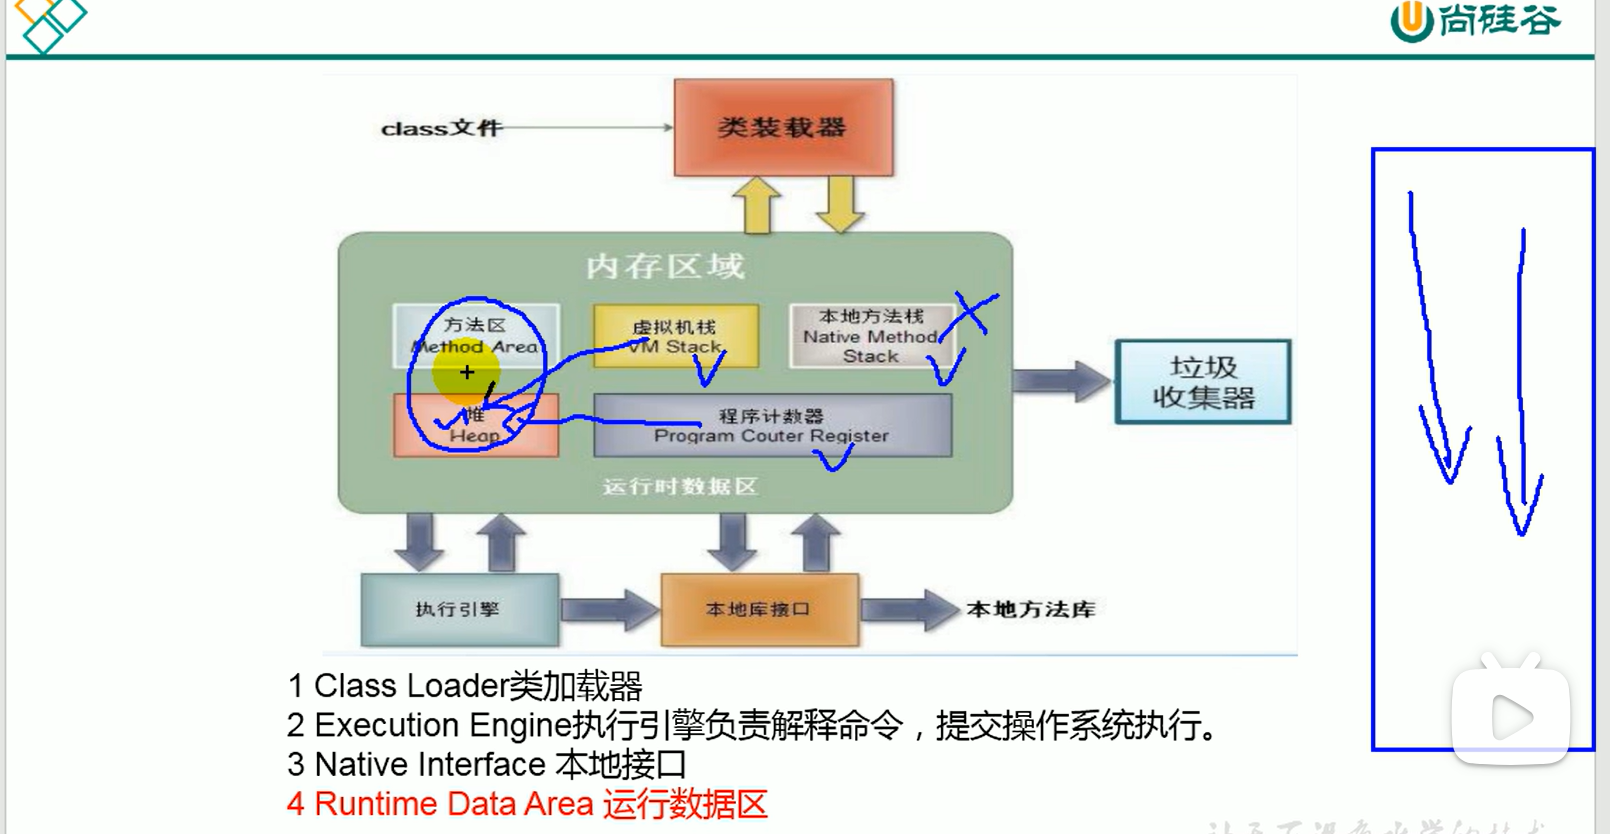 尚硅谷
class文件
类装载器
内存区域
方法区
Method Area
虚拟机栈
VM Stack
本地方法栈
Native Method
Stack
堆
Heap
程序计数器
Program Couter Register
运行时数据区
垃圾
收集器
执行引擎
本地库接口
本地方法库
1 Class Loader类加载器
2 Execution Engine执行引擎负责解释命令，提交操作系统执行。
3 Native Interface 本地接口
4 Runtime Data Area 运行数据区